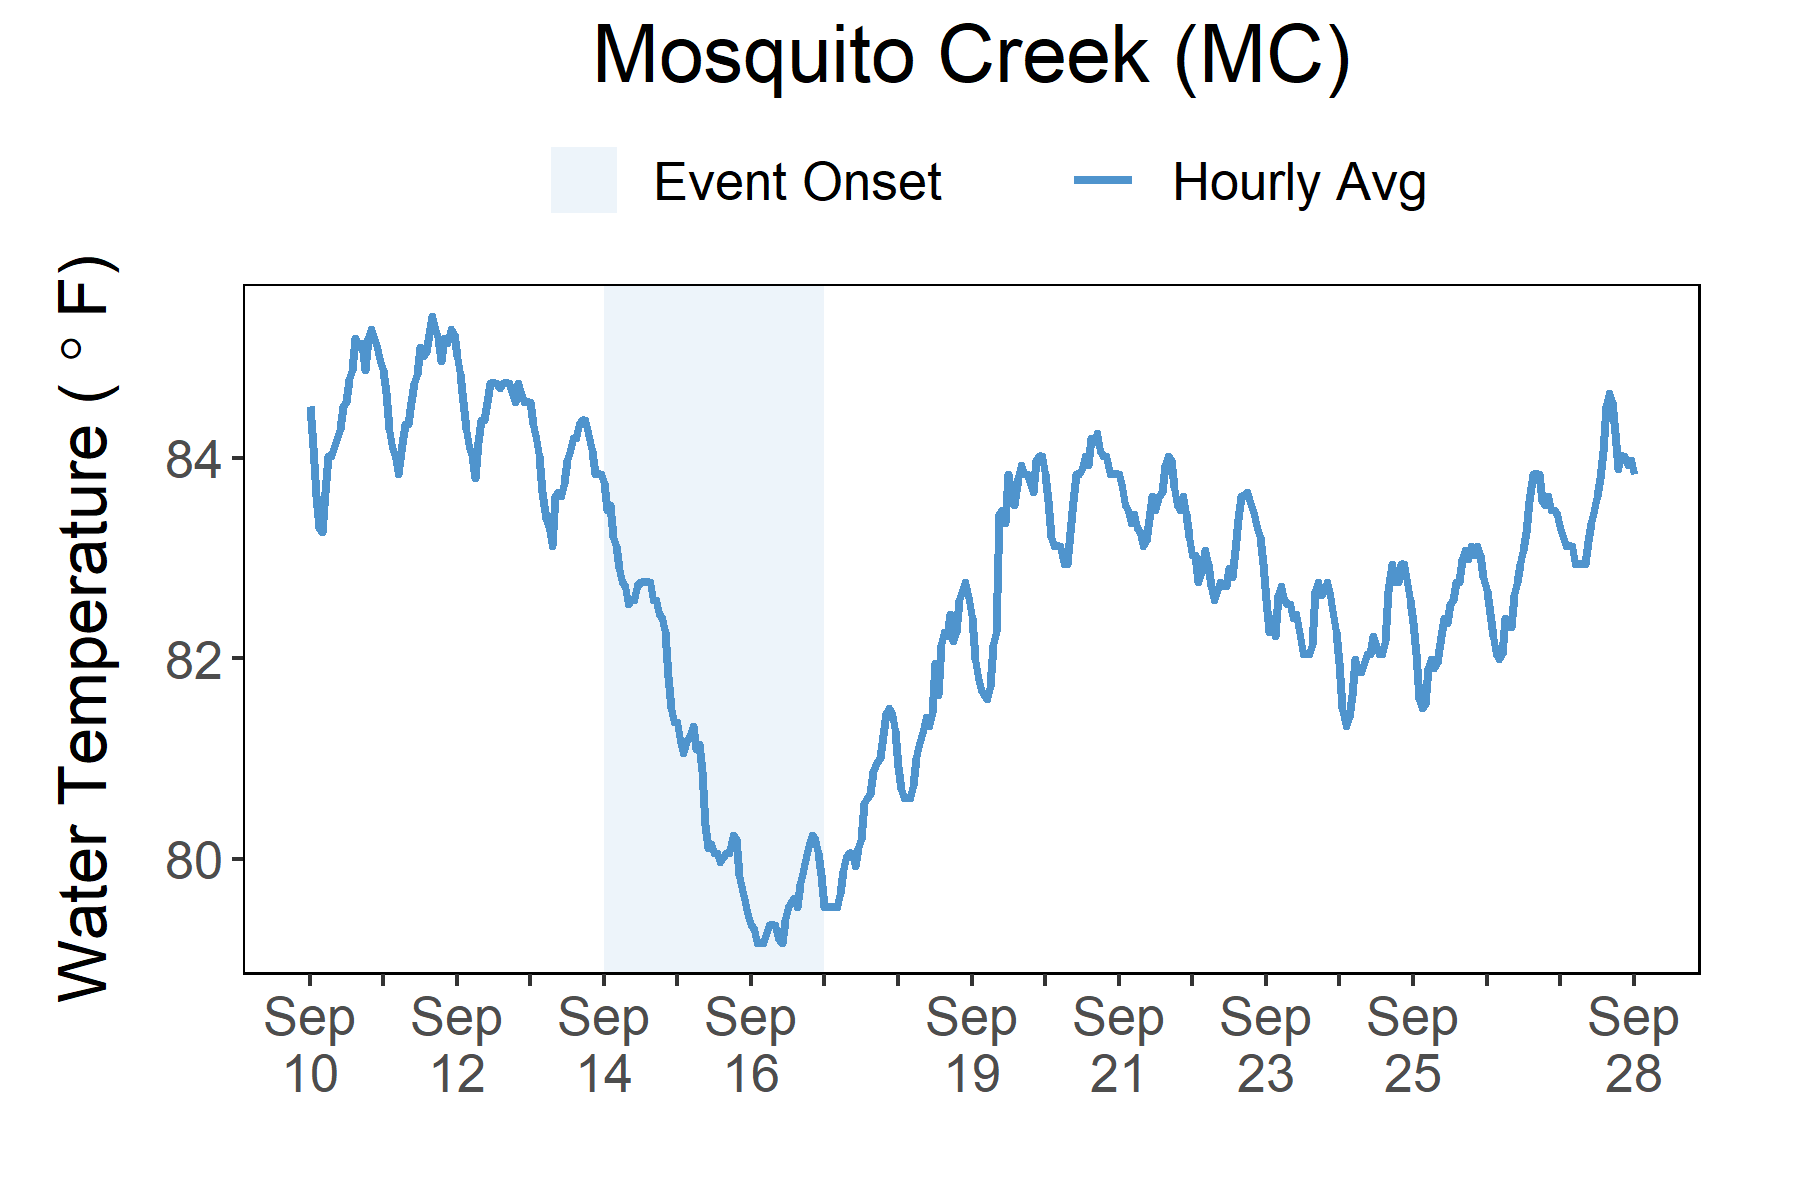 Mosquito Creek (MC)
Event Onset
Hourly Avg
Water Temperature ( ° F)
84
82
80
Sep 10
Sep 12
Sep 14
Sep 16
Sep 19
Sep 21
Sep 23
Sep 25
Sep 28